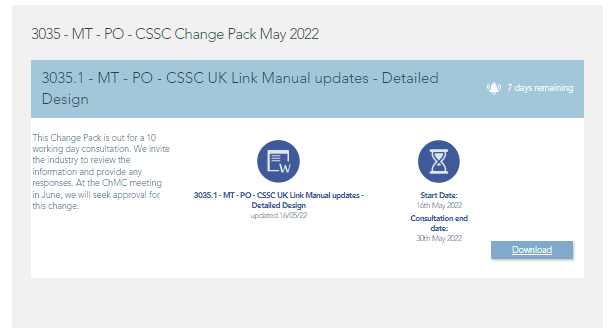 3035 - MT - PO - CSSC Change Pack May 2022
3035.1 - MT - PO - CSSC UK Link Manual updates - Detailed
Design
7 days remaining
This Change Pack is out for a 10
working day consultation. We invite
the industry to review the
information and provide any
responses. At the ChMC meeting
in June, we will seek approval for
this change.
W
3035.1 - MT - PO - CSSC UK Link Manual updates -
Detailed Design
updated 16/05/22
Start Date:
16th May 2022
Consultation end
date:
30th May 2022
Download